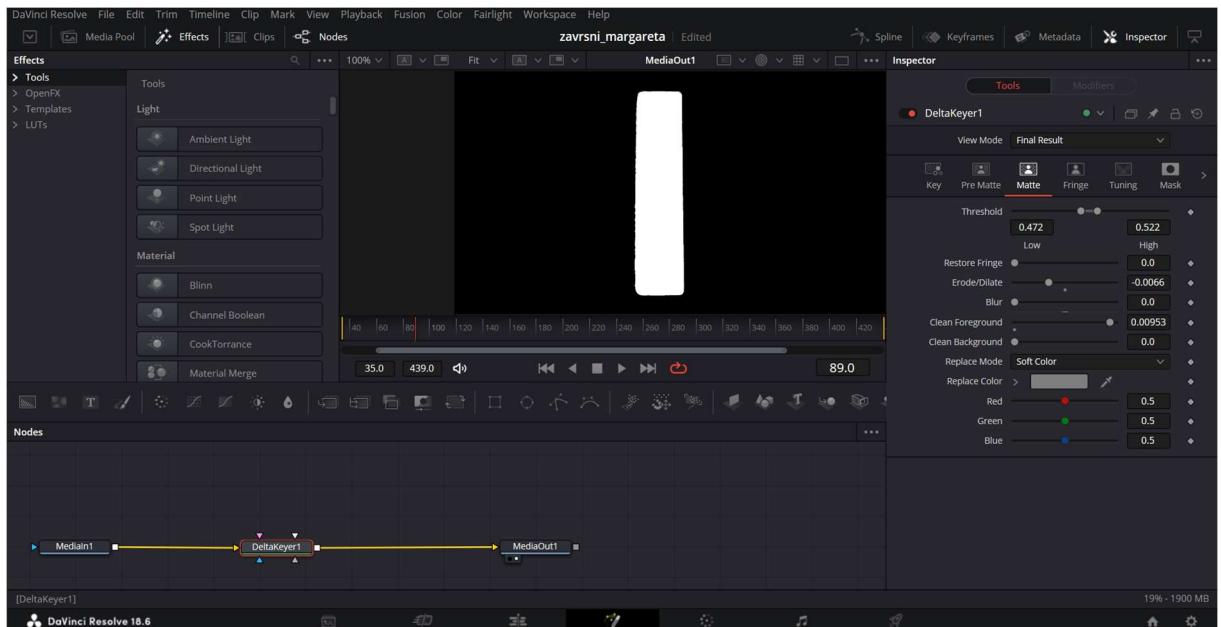 DaVinci Resolve File Edit Trim Timeline Clip Mark View Playback Fusion Color Fairlight Workspace Help
Media Pool Effects Clips Nodes zavrsni_margareta Edited Spline Keyframes Metadata Inspector
Effects 100% A Fit A MediaOut1 Inspector
Tools
OpenFX
Templates
LUTs
Tools
Light
Ambient Light
Directional Light
Point Light
Spot Light
Material
Blinn
Channel Boolean
CookTorrance
Material Merge
40 60 80 100 120 140 160 180 200 220 240 260 280 300 320 340 360 380 400 420
35.0 439.0 89.0
T T
Tools Modifiers
DeltaKeyer1
View Mode Final Result
Key Pre Matte Matte Fringe Tuning Mask
Threshold
0.472 0.522
Low High
Restore Fringe 0.0
Erode/Dilate -0.0066
Blur 0.0
Clean Foreground 0.00953
Clean Background 0.0
Replace Mode Soft Color
Replace Color
Red 0.5
Green 0.5
Blue 0.5
Nodes
MediaIn1 DeltaKeyer1 MediaOut1
[DeltaKeyer1] 19% - 1900 MB
DaVinci Resolve 18.6